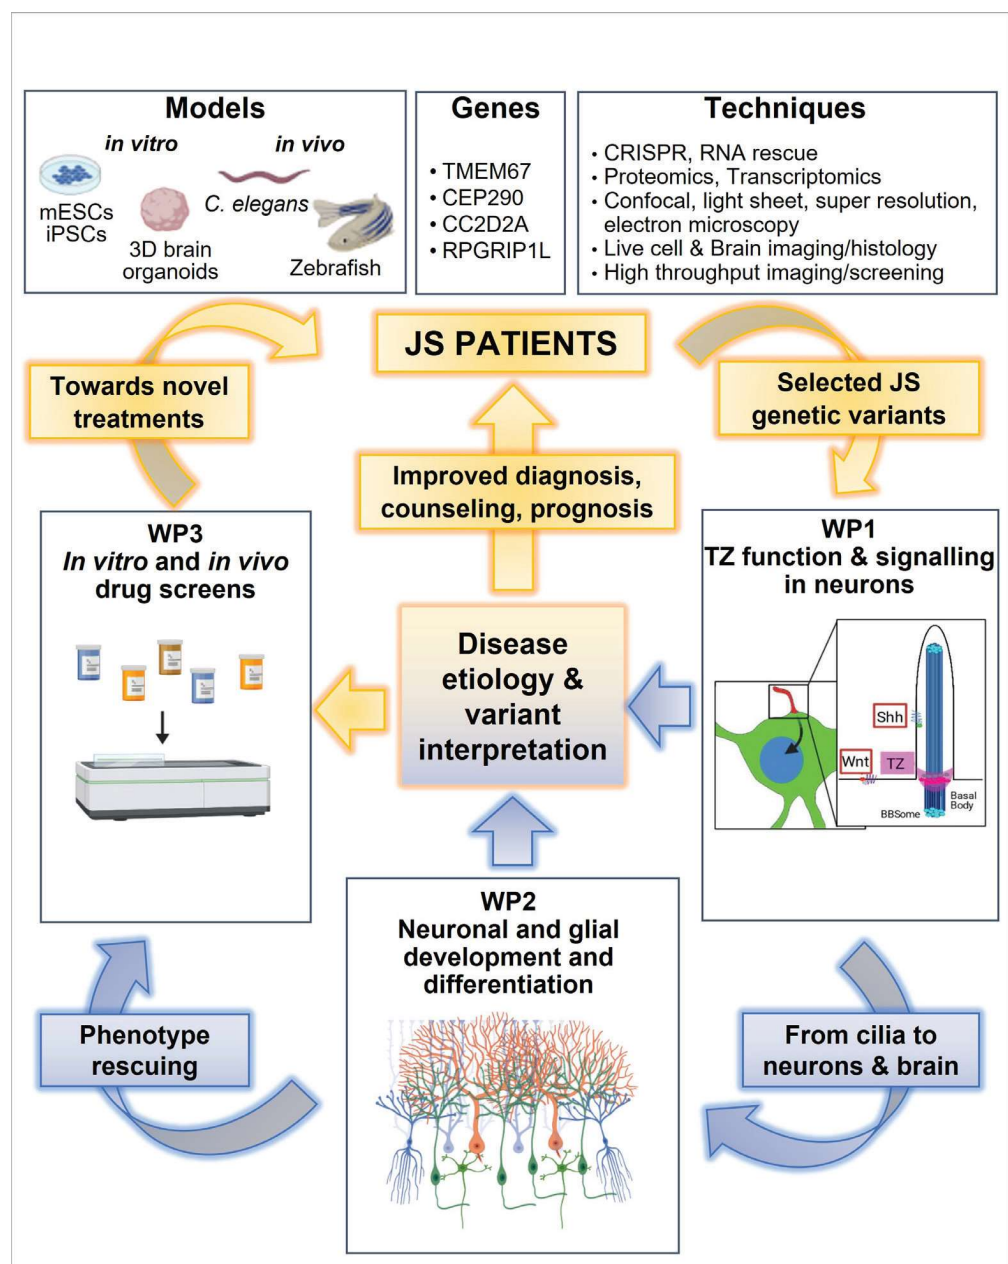 Models
in vitro
in vivo
mESCs
iPSCs
3D brain
organoids
C. elegans
Zebrafish
Genes
• TMEM67
• CEP290
• CC2D2A
• RPGRIP1L
Techniques
• CRISPR, RNA rescue
• Proteomics, Transcriptomics
• Confocal, light sheet, super resolution,
electron microscopy
• Live cell & Brain imaging/histology
• High throughput imaging/screening
JS PATIENTS
Towards novel
treatments
Selected JS
genetic variants
Improved diagnosis,
counseling, prognosis
WP3
In vitro and in vivo
drug screens
Disease
etiology &
variant
interpretation
WP1
TZ function & signalling
in neurons
Shh
Wnt
TZ
Basal
Body
BBSome
WP2
Neuronal and glial
development and
differentiation
Phenotype
rescuing
From cilia to
neurons & brain